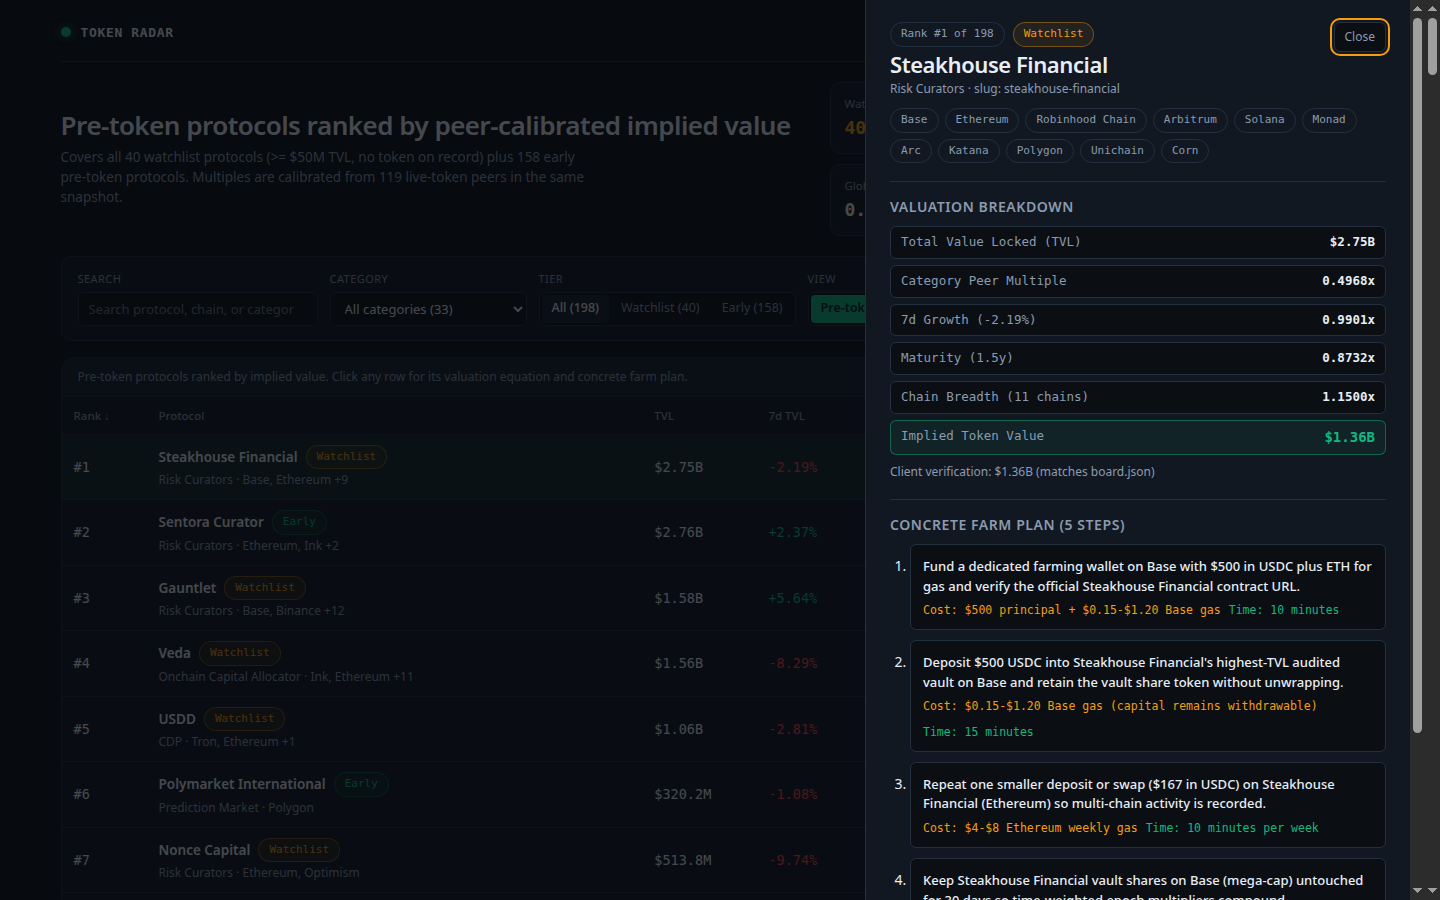 TOKEN RADAR
Pre-token protocols ranked by peer-calibrated implied value
Covers all 40 watchlist protocols (>= $50M TVL, no token on record) plus 158 early
pre-token protocols. Multiples are calibrated from 119 live-token peers in the same
snapshot.
Wat
40
Glo
0.
SEARCH
CATEGORY
TIER
VIEW
Search protocol, chain, or categor
All categories (33)
All (198)
Watchlist (40)
Early (158)
Pre-tok
Pre-token protocols ranked by implied value. Click any row for its valuation equation and concrete farm plan.
Rank ↓
Protocol
TVL
7d TVL
#1
Steakhouse Financial
Watchlist
Risk Curators · Base, Ethereum +9
$2.75B
-2.19%
#2
Sentora Curator
Early
Risk Curators · Ethereum, Ink +2
$2.76B
+2.37%
#3
Gauntlet
Watchlist
Risk Curators · Base, Binance +12
$1.58B
+5.64%
#4
Veda
Watchlist
Onchain Capital Allocator · Ink, Ethereum +11
$1.56B
-8.29%
#5
USDD
Watchlist
CDP · Tron, Ethereum +1
$1.06B
-2.81%
#6
Polymarket International
Early
Prediction Market · Polygon
$320.2M
-1.08%
#7
Nonce Capital
Watchlist
Risk Curators · Ethereum, Optimism
$513.8M
-9.74%
Rank #1 of 198
Watchlist
Close
Steakhouse Financial
Risk Curators · slug: steakhouse-financial
Base
Ethereum
Robinhood Chain
Arbitrum
Solana
Monad
Arc
Katana
Polygon
Unichain
Corn
VALUATION BREAKDOWN
Total Value Locked (TVL) $2.75B
Category Peer Multiple 0.4968x
7d Growth (-2.19%) 0.9901x
Maturity (1.5y) 0.8732x
Chain Breadth (11 chains) 1.1500x
Implied Token Value $1.36B
Client verification: $1.36B (matches board.json)
CONCRETE FARM PLAN (5 STEPS)
1. Fund a dedicated farming wallet on Base with $500 in USDC plus ETH for
gas and verify the official Steakhouse Financial contract URL.
Cost: $500 principal + $0.15-$1.20 Base gas Time: 10 minutes
2. Deposit $500 USDC into Steakhouse Financial's highest-TVL audited
vault on Base and retain the vault share token without unwrapping.
Cost: $0.15-$1.20 Base gas (capital remains withdrawable)
Time: 15 minutes
3. Repeat one smaller deposit or swap ($167 in USDC) on Steakhouse
Financial (Ethereum) so multi-chain activity is recorded.
Cost: $4-$8 Ethereum weekly gas Time: 10 minutes per week
4. Keep Steakhouse Financial vault shares on Base (mega-cap) untouched
for 30 days so time-weighted epoch multipliers compound.